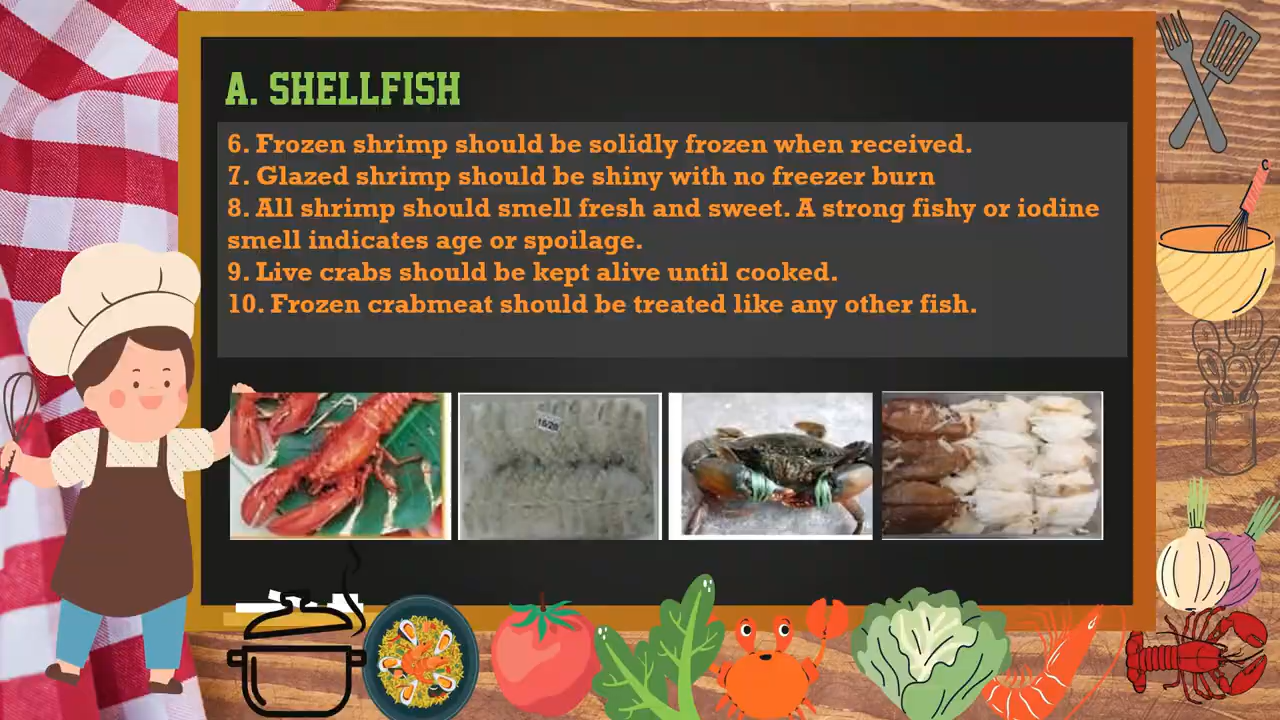 A. SHELLFISH
6. Frozen shrimp should be solidly frozen when received.
7. Glazed shrimp should be shiny with no freezer burn
8. All shrimp should smell fresh and sweet. A strong fishy or iodine
smell indicates age or spoilage.
9. Live crabs should be kept alive until cooked.
10. Frozen crabmeat should be treated like any other fish.